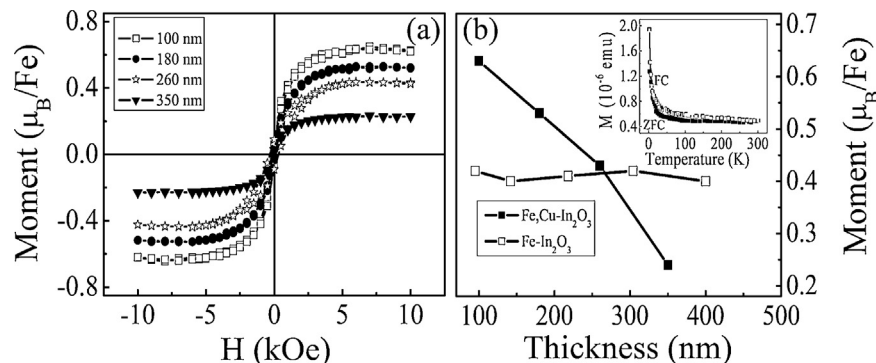 (a)
100 nm
180 nm
260 nm
350 nm
Moment (μB/Fe)
0.8
0.4
0.0
-0.4
-0.8
-10 -5 0 5 10
H (kOe)
(b)
M (10-6 emu)
2.0
1.6
1.2
0.8
0.4
FC
ZFC
0 100 200 300
Temperature (K)
Fe,Cu-In2O3
Fe-In2O3
0.7
0.6
0.5
0.4
0.3
0.2
Moment (μB/Fe)
100 200 300 400 500
Thickness (nm)